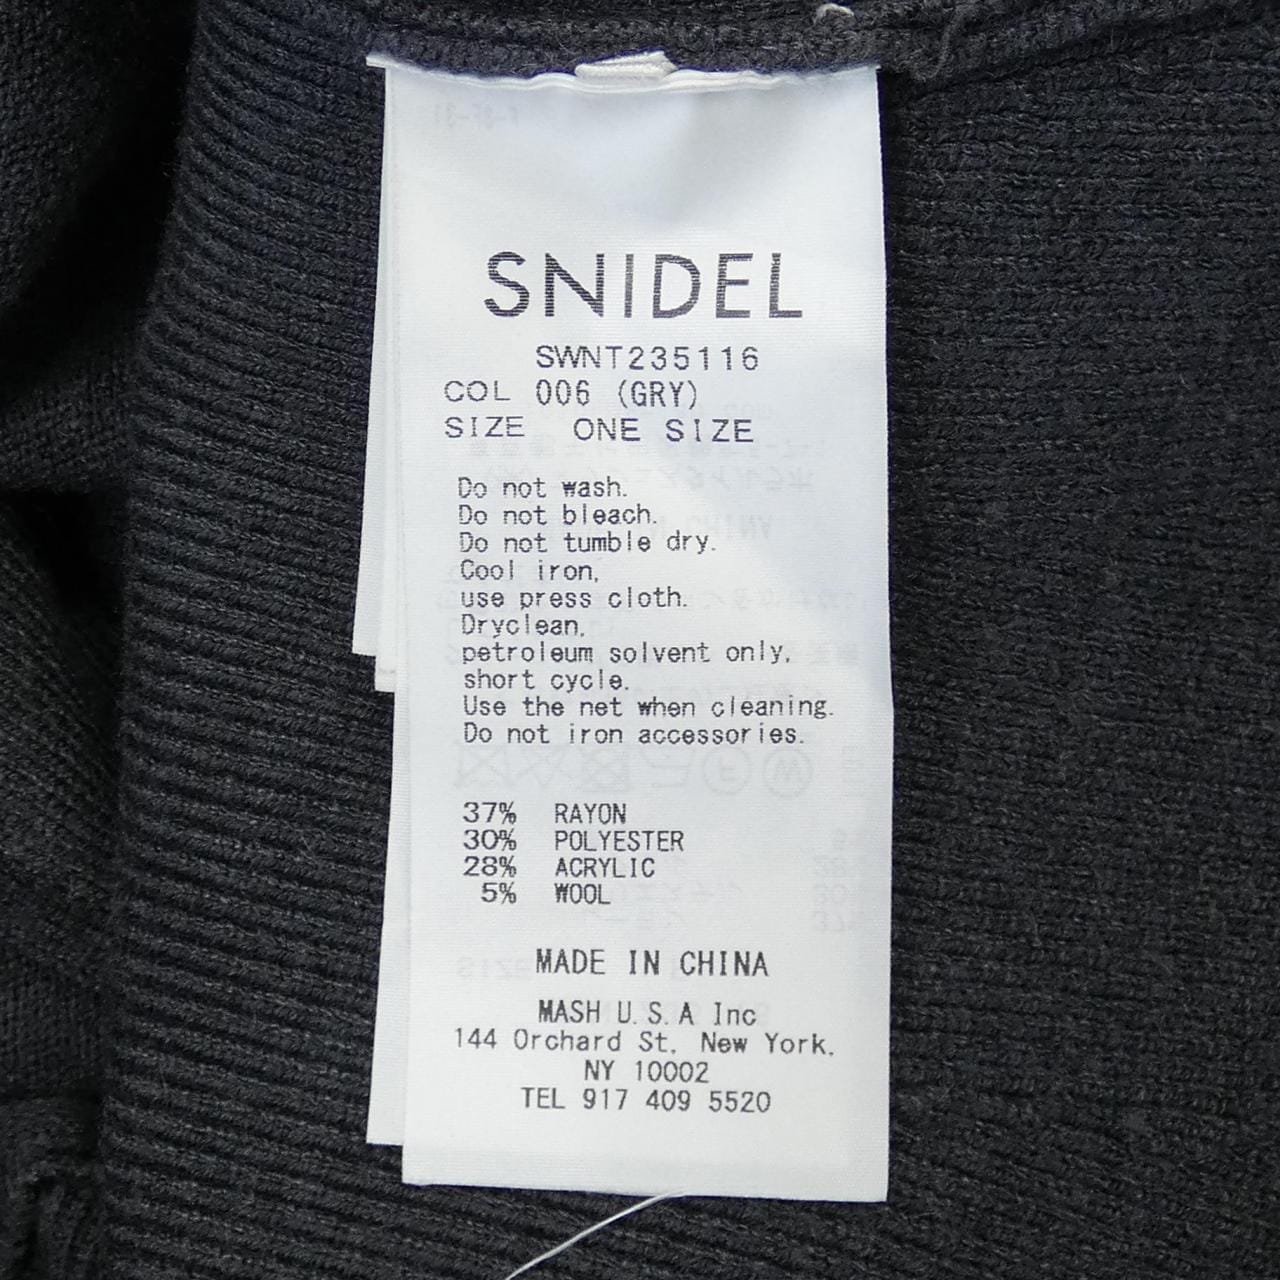 SNIDEL
SWNT235116
COL 006 (GRY)
SIZE ONE SIZE
Do not wash.
Do not bleach.
Do not tumble dry.
Cool iron,
use press cloth.
Dryclean,
petroleum solvent only,
short cycle.
Use the net when cleaning.
Do not iron accessories.
37% RAYON
30% POLYESTER
28% ACRYLIC
5% WOOL
MADE IN CHINA
MASH U.S.A Inc
144 Orchard St, New York,
NY 10002
TEL 917 409 5520